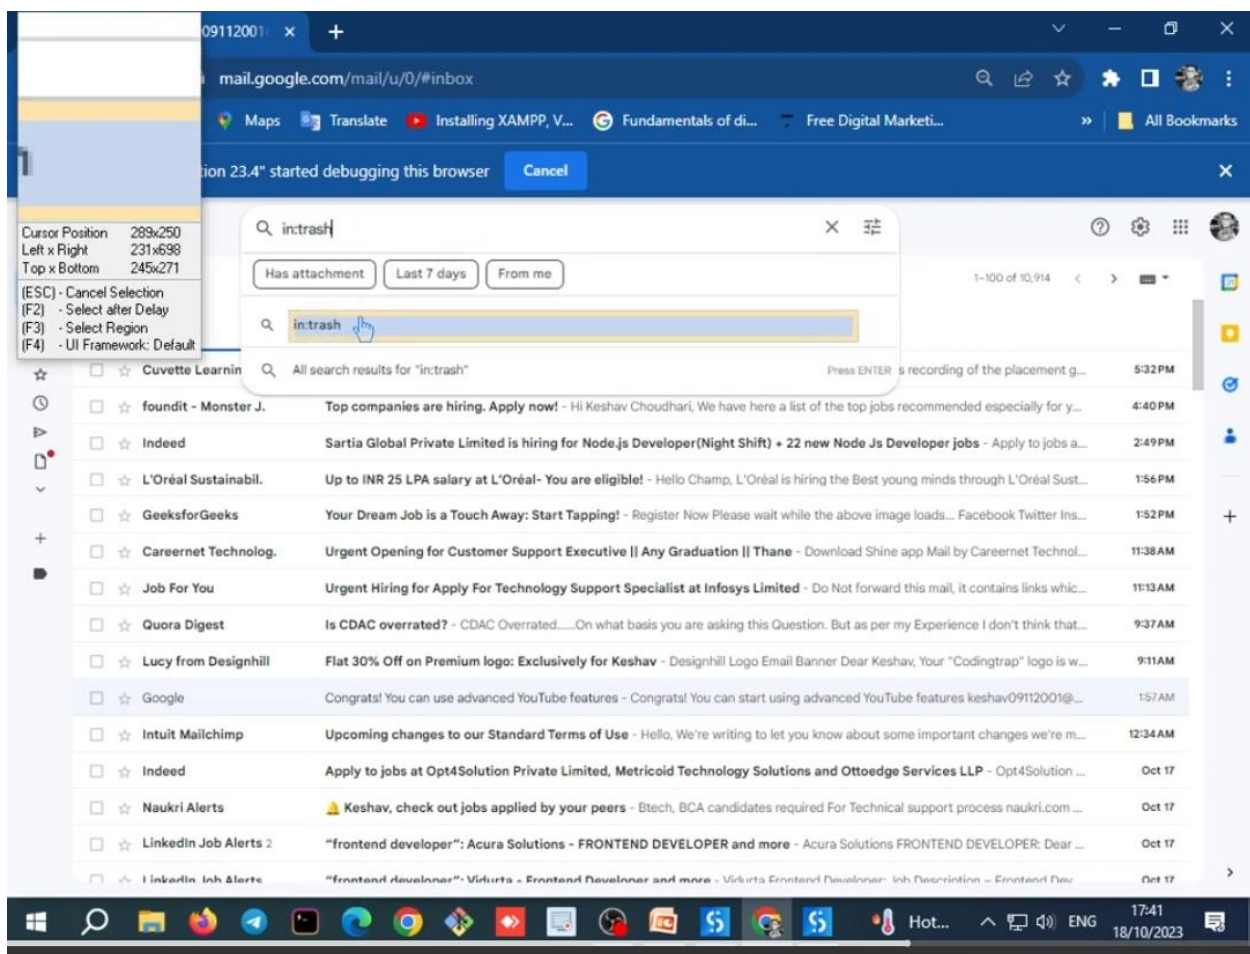 09112001
mail.google.com/mail/u/0/#inbox
Maps Translate Installing XAMPP, V... Fundamentals of di... Free Digital Marketi... » All Bookmarks
ion 23.4" started debugging this browser Cancel
Cursor Position 289x250
Left x Right 231x698
Top x Bottom 245x271
(ESC) - Cancel Selection
(F2) - Select after Delay
(F3) - Select Region
(F4) - UI Framework: Default
in:trash
Has attachment Last 7 days From me
1-100 of 10,914
in:trash
All search results for "in:trash" Press ENTER
Cuvette Learnin s recording of the placement g... 5:32 PM
foundit - Monster J. Top companies are hiring. Apply now! - Hi Keshav Choudhari, We have here a list of the top jobs recommended especially for y... 4:40 PM
Indeed Sartia Global Private Limited is hiring for Node.js Developer(Night Shift) + 22 new Node Js Developer jobs - Apply to jobs a... 2:49 PM
L'Oréal Sustainabil. Up to INR 25 LPA salary at L'Oréal- You are eligible! - Hello Champ, L'Oréal is hiring the Best young minds through L'Oréal Sust... 1:56 PM
GeeksforGeeks Your Dream Job is a Touch Away: Start Tapping! - Register Now Please wait while the above image loads... Facebook Twitter Ins... 1:52 PM
Careernet Technolog. Urgent Opening for Customer Support Executive || Any Graduation || Thane - Download Shine app Mail by Careernet Technol... 11:38 AM
Job For You Urgent Hiring for Apply For Technology Support Specialist at Infosys Limited - Do Not forward this mail, it contains links whic... 11:13 AM
Quora Digest Is CDAC overrated? - CDAC Overrated......On what basis you are asking this Question. But as per my Experience I don't think that... 9:37 AM
Lucy from Designhill Flat 30% Off on Premium logo: Exclusively for Keshav - Designhill Logo Email Banner Dear Keshav, Your "Codingtrap" logo is w... 9:11 AM
Google Congrats! You can use advanced YouTube features - Congrats! You can start using advanced YouTube features keshav09112001@... 1:57 AM
Intuit Mailchimp Upcoming changes to our Standard Terms of Use - Hello, We're writing to let you know about some important changes we're m... 12:34 AM
Indeed Apply to jobs at Opt4Solution Private Limited, Metricoid Technology Solutions and Ottoedge Services LLP - Opt4Solution ... Oct 17
Naukri Alerts 🔔 Keshav, check out jobs applied by your peers - Btech, BCA candidates required For Technical support process naukri.com ... Oct 17
LinkedIn Job Alerts 2 "frontend developer": Acura Solutions - FRONTEND DEVELOPER and more - Acura Solutions FRONTEND DEVELOPER: Dear ... Oct 17
LinkedIn Job Alerts "frontend developer": Vidurta - Frontend Developer and more - Vidurta Frontend Developer: Job Description – Frontend Dev Oct 17
Hot... ENG 17:41
18/10/2023